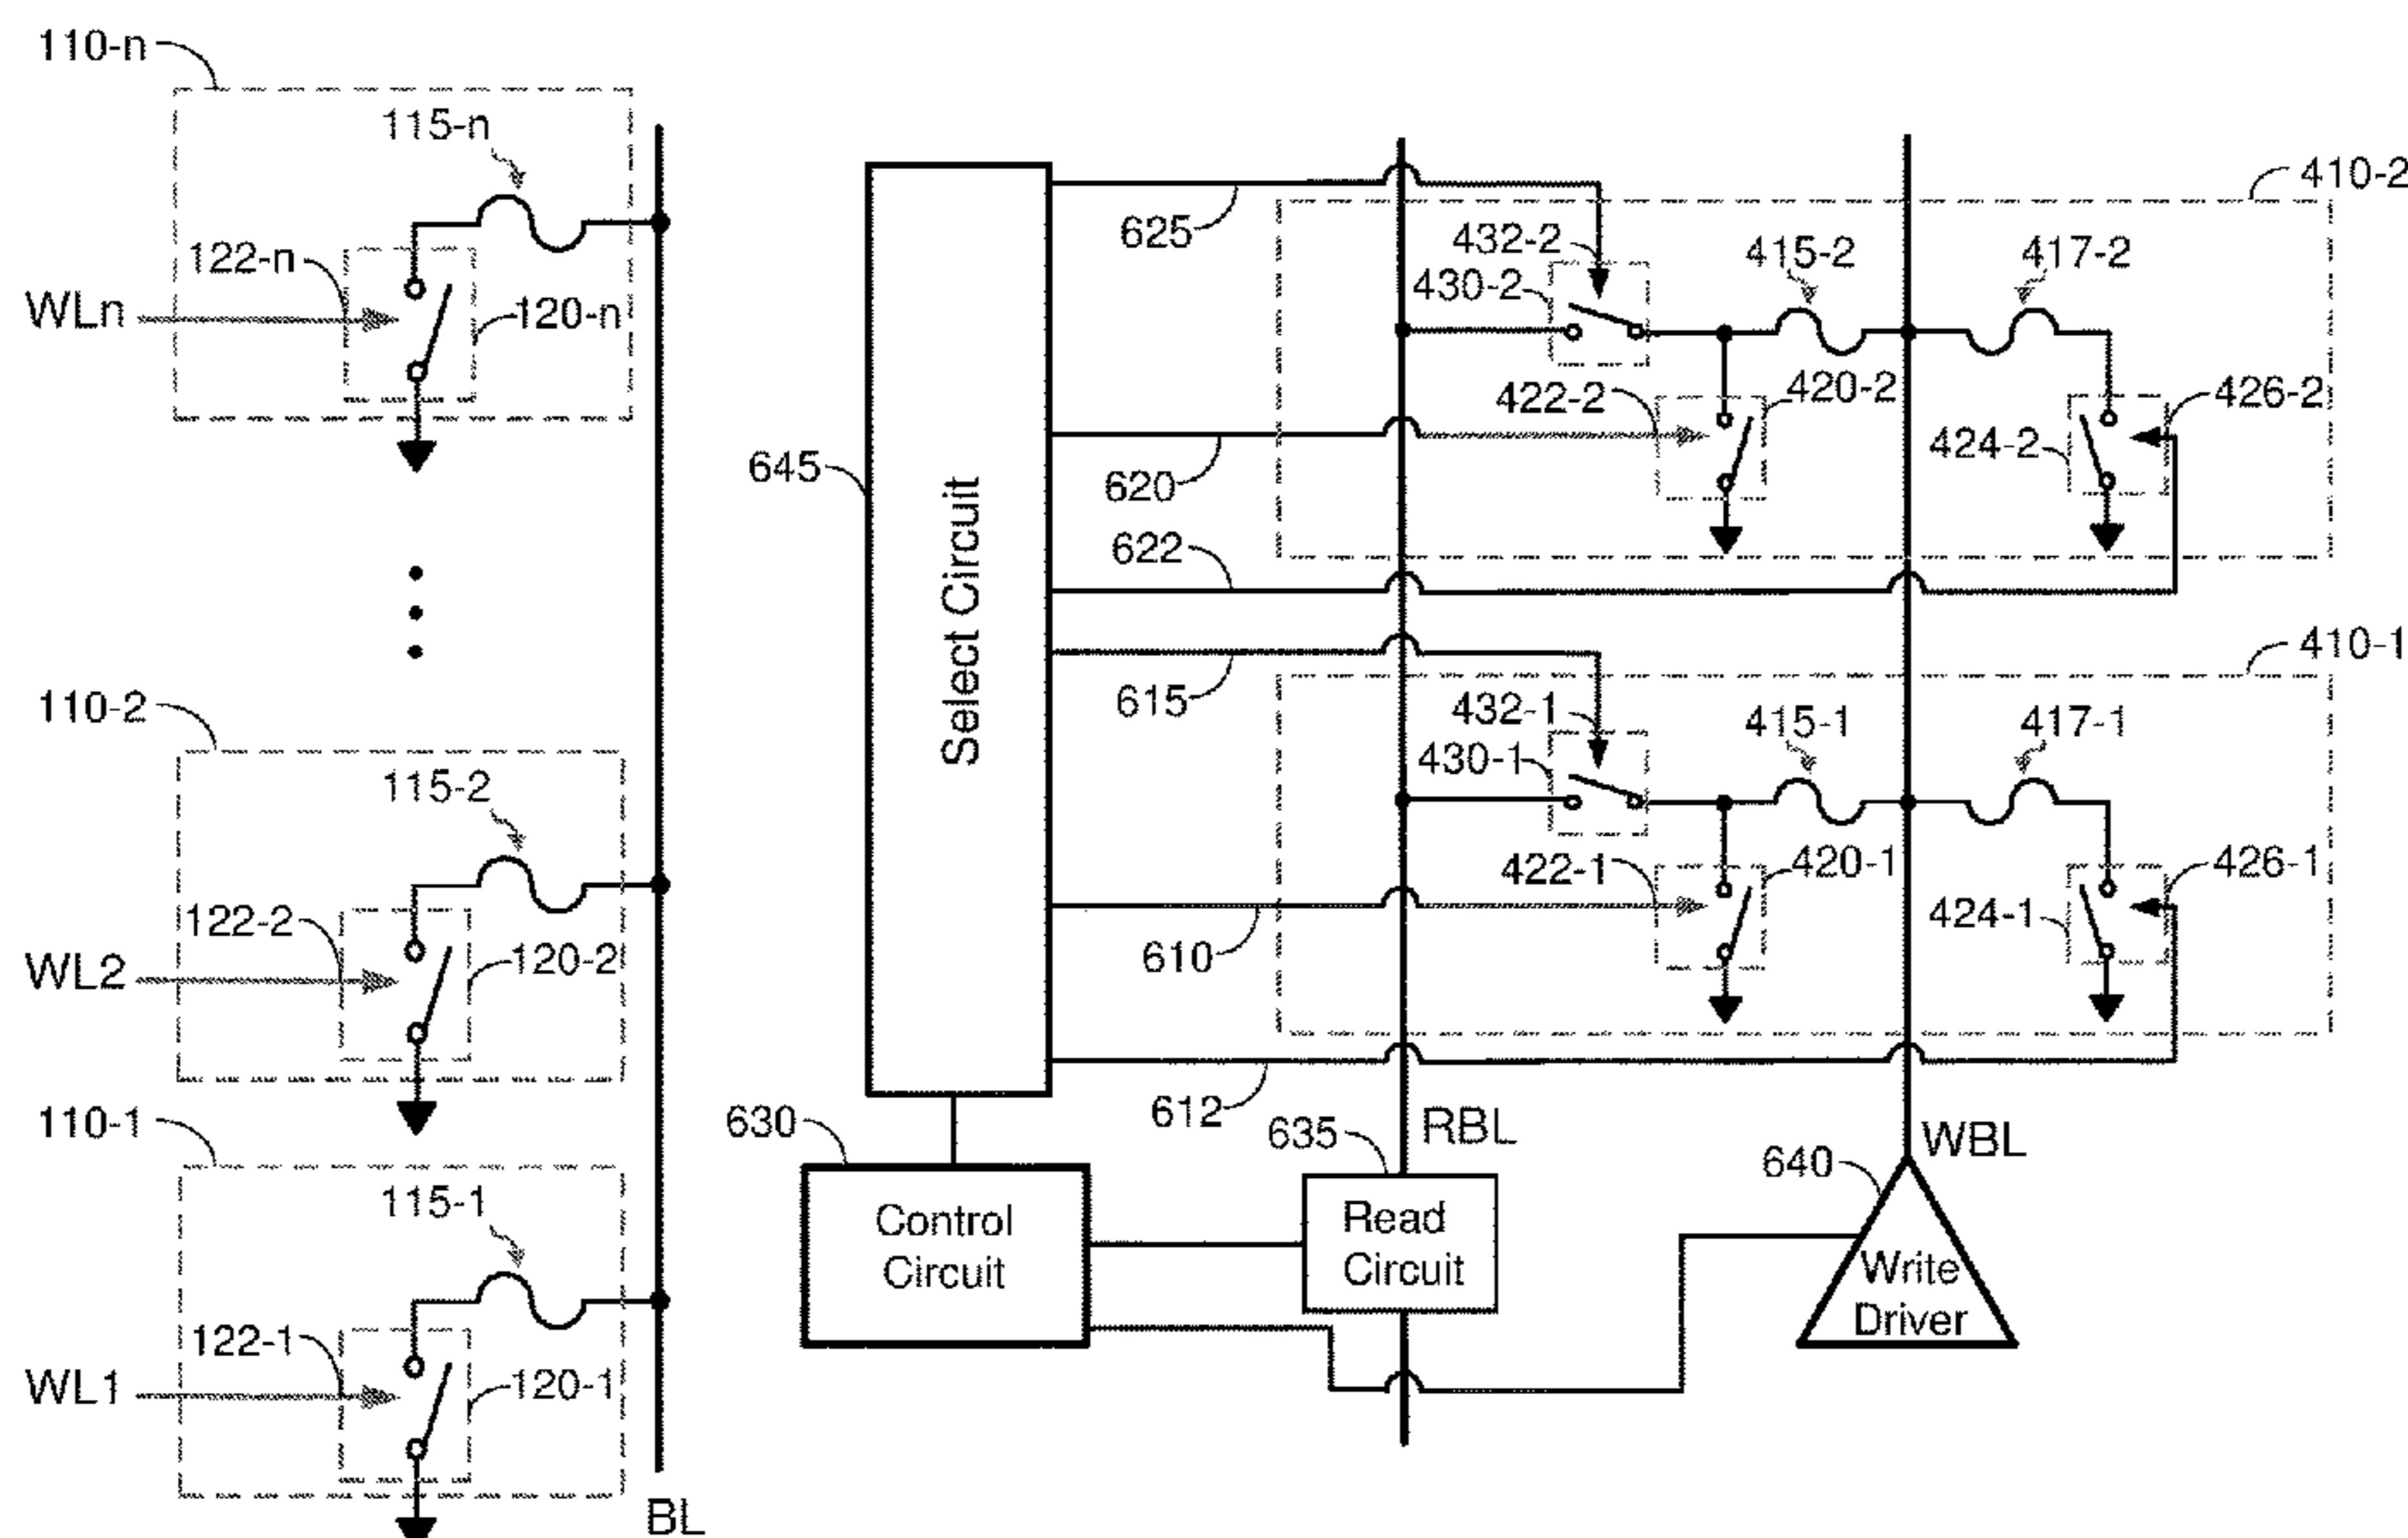 110-n
115-n
122-n
WLn
120-n
110-2
115-2
122-2
WL2
120-2
110-1
115-1
122-1
WL1
120-1
BL
645
Select Circuit
625
620
622
615
610
612
410-2
432-2
430-2
415-2
417-2
422-2
420-2
424-2
426-2
410-1
432-1
430-1
415-1
417-1
422-1
420-1
424-1
426-1
630
Control
Circuit
635
RBL
Read
Circuit
640
WBL
Write
Driver